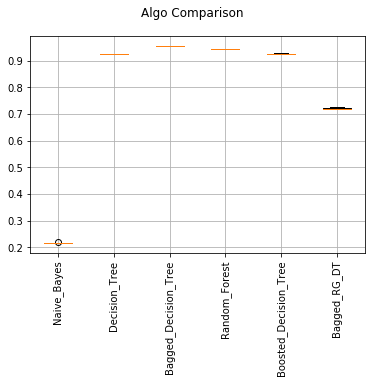 Algo Comparison
0.9
0.8
0.7
0.6
0.5
0.4
0.3
0.2
Naive_Bayes
Decision_Tree
Bagged_Decision_Tree
Random_Forest
Boosted_Decision_Tree
Bagged_RG_DT